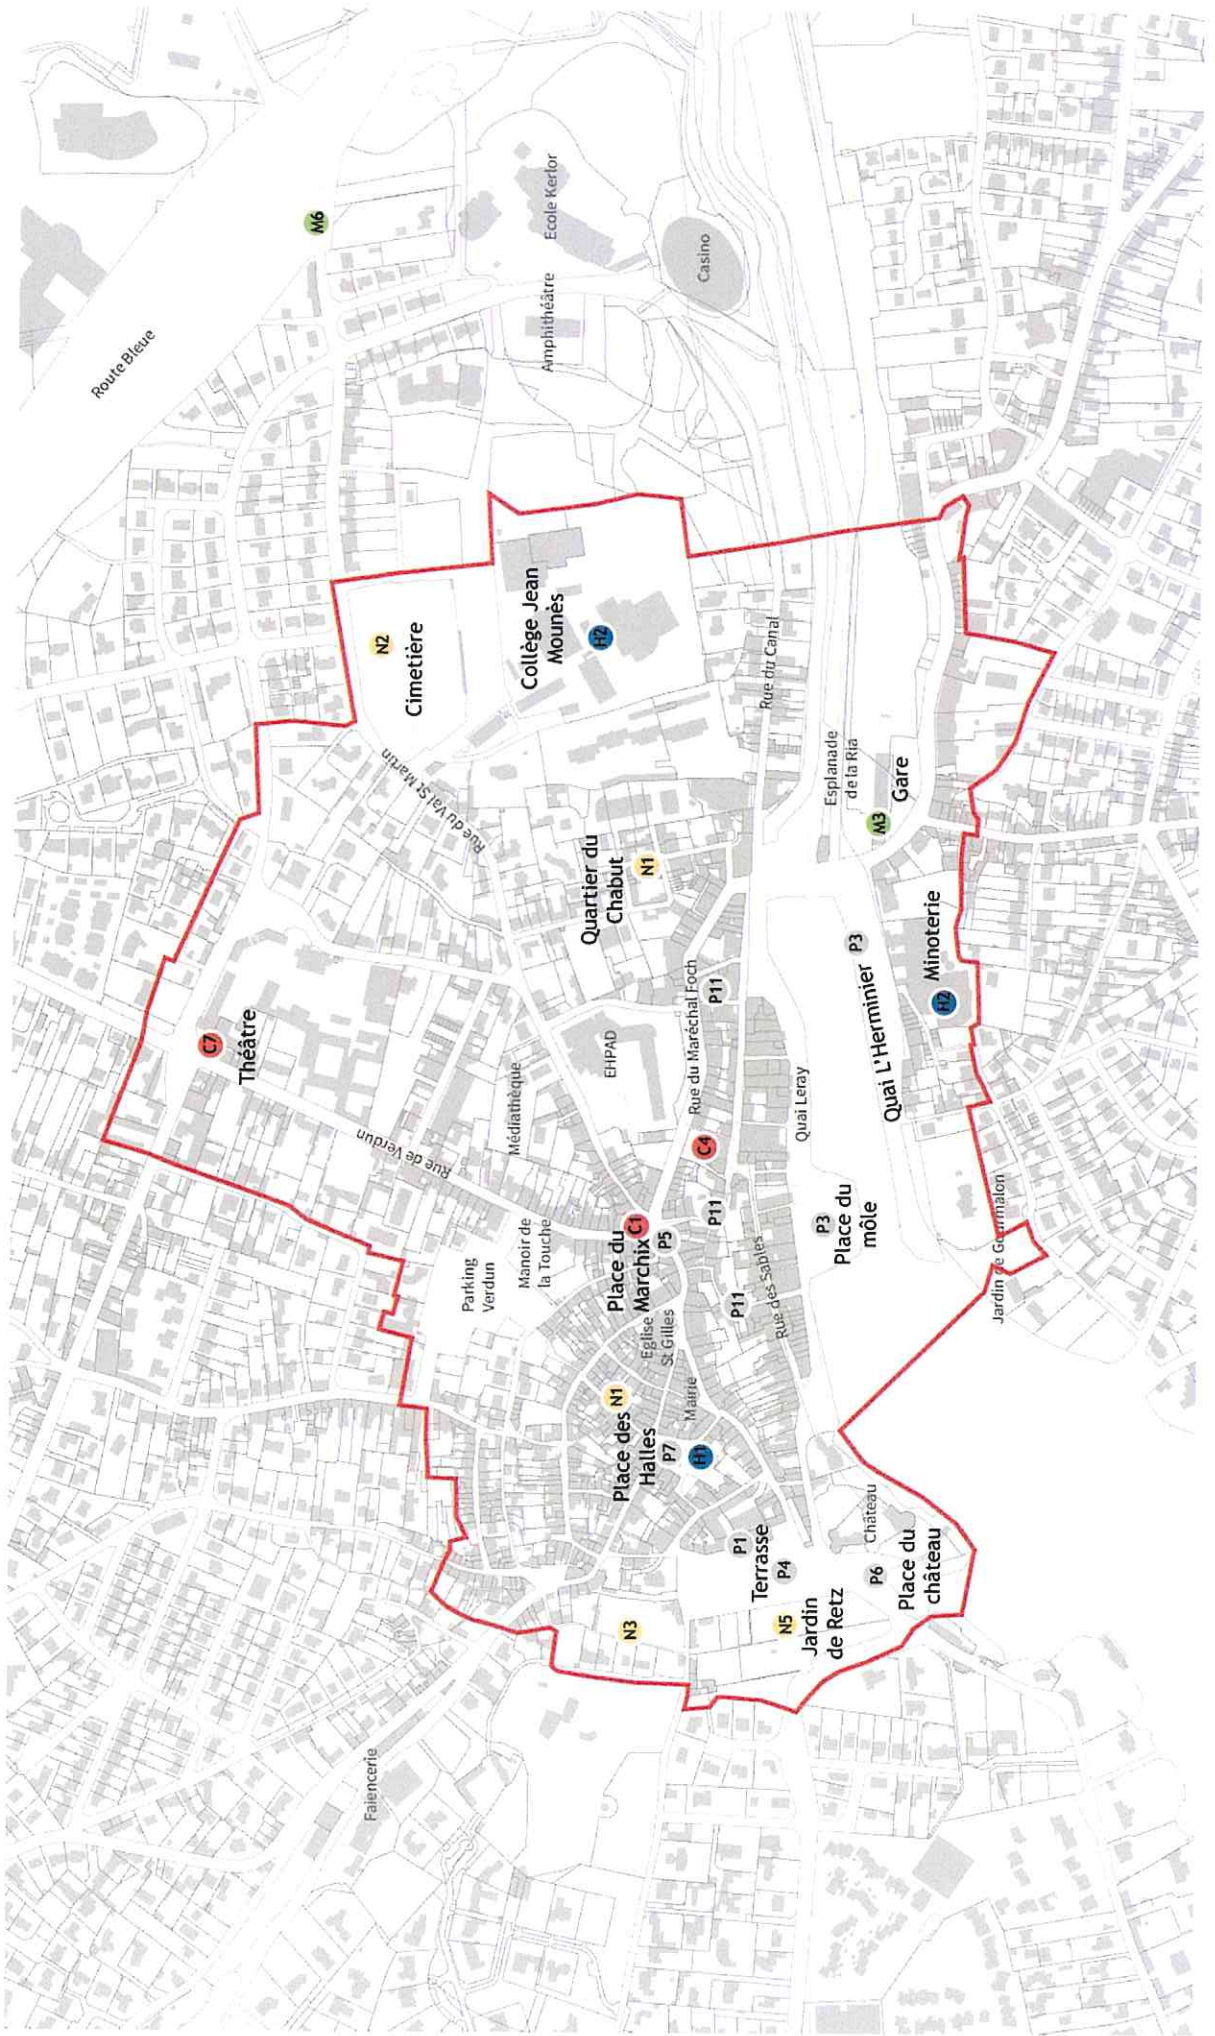 Route Bleue
C7
Théâtre
M6
Faïencerie
N2
Cimetière
Rue de Verdun
Rue du Val St Martin
Parking
Verdun
Médiathèque
Manoir de
la Touche
Collège Jean
Mounès
H2
Amphithéâtre
Ecole Kerlor
Quartier du
Chabut
N1
EHPAD
N3
Place des
Halles
N1
P7
Place du
Marchix
C1
P5
Eglise
St Gilles
Mairie
H1
Rue du Maréchal Foch
C4
P11
P11
P11
Casino
Terrasse
P1
P4
Rue des Sables
Rue du Canal
N5
Jardin
de Retz
Quai Leray
P3
Place du
môle
Esplanade
de la Ria
P3
Quai L'Herminier
M3
Gare
Château
P6
Place du
château
Minoterie
H2
Jardin de Gourmalon